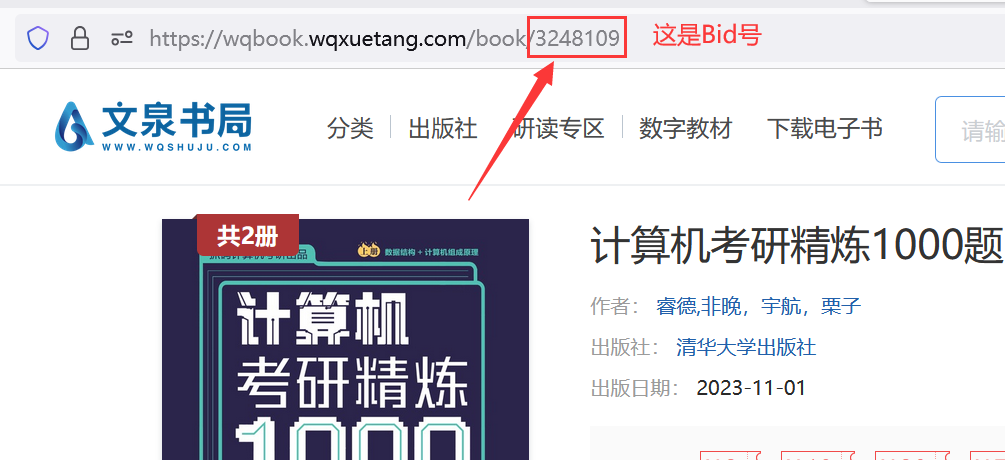 https://wqbook.wqxuetang.com/book/3248109
这是Bid号
文泉书局
WWW.WQSHUJU.COM
分类
出版社
研读专区
数字教材
下载电子书
请输
共2册
上册 数据结构+计算机组成原理
计算机
考研精炼
1000
计算机考研精炼1000题
作者： 睿德,非晚，宇航，栗子
出版社： 清华大学出版社
出版日期： 2023-11-01